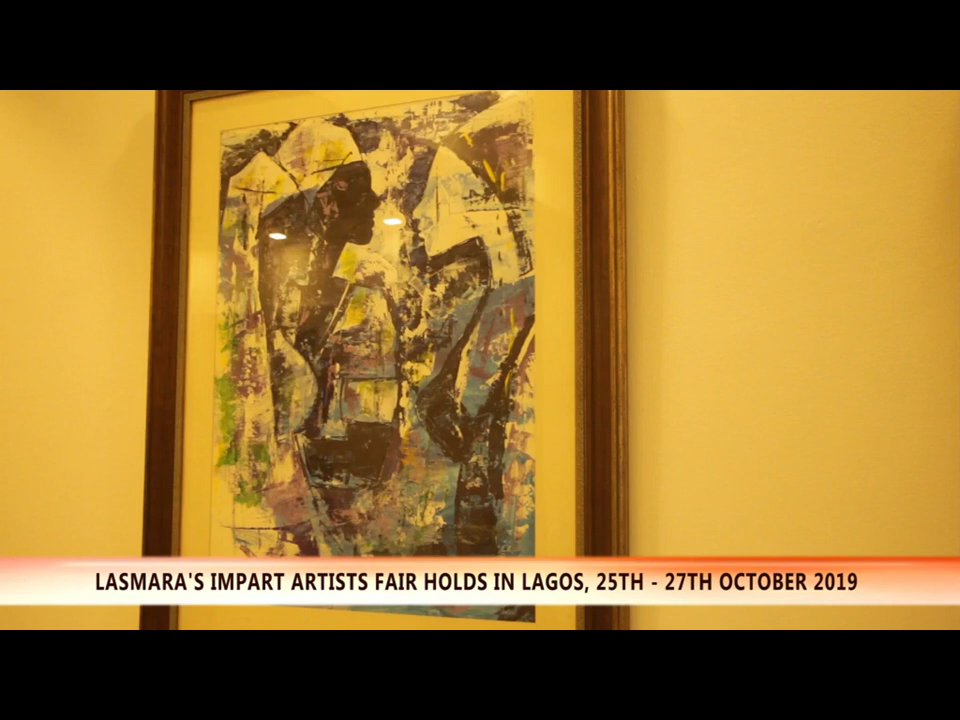 LASMARA'S IMPART ARTISTS FAIR HOLDS IN LAGOS, 25TH - 27TH OCTOBER 2019